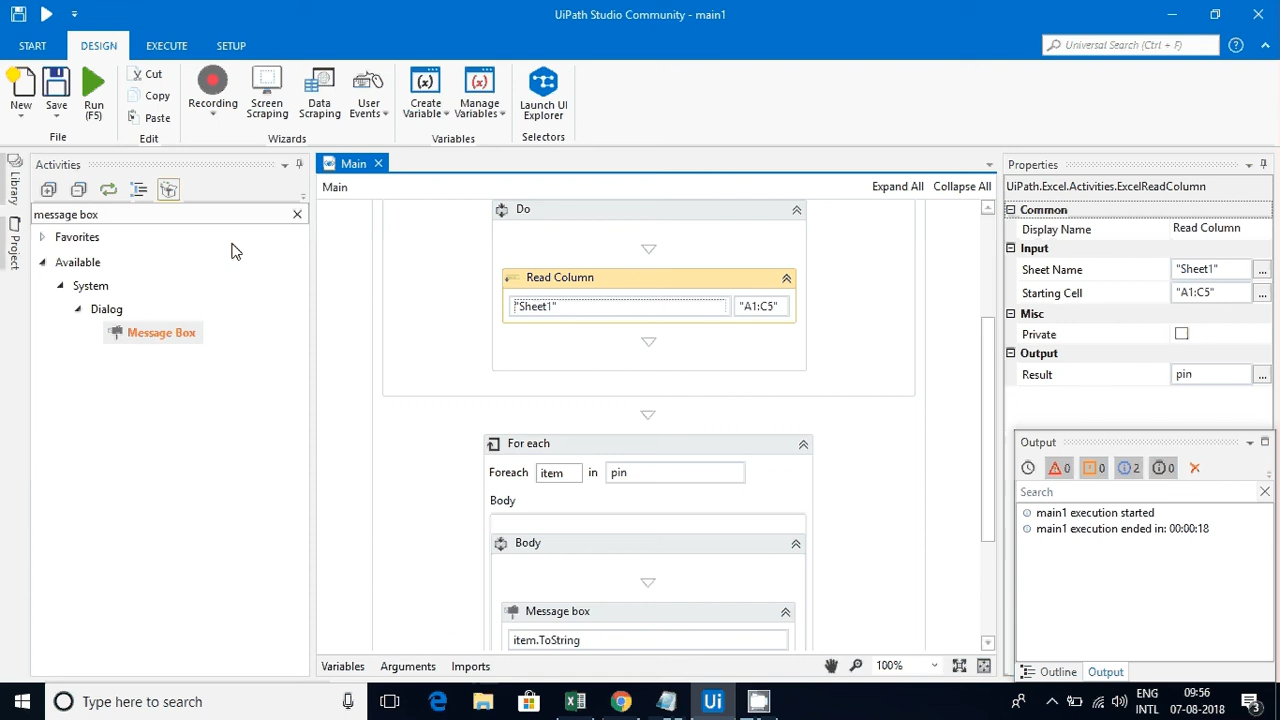 UiPath Studio Community - main1
START
DESIGN
EXECUTE
SETUP
Universal Search (Ctrl + F)
New
Save
Run
(F5)
File
Cut
Copy
Paste
Edit
Recording
Screen
Scraping
Data
Scraping
User
Events
Wizards
Create
Variable
Manage
Variables
Variables
Launch UI
Explorer
Selectors
Library
Project
Activities
message box
Favorites
Available
System
Dialog
Message Box
Main
Main
Expand All
Collapse All
Do
Read Column
"Sheet1"
"A1:C5"
For each
Foreach item in pin
Body
Body
Message box
item.ToString
Variables
Arguments
Imports
100%
Properties
UiPath.Excel.Activities.ExcelReadColumn
Common
Display Name Read Column
Input
Sheet Name "Sheet1" ...
Starting Cell "A1:C5" ...
Misc
Private
Output
Result pin ...
Output
0
0
2
0
Search
main1 execution started
main1 execution ended in: 00:00:18
Outline
Output
Type here to search
Ui
ENG
INTL
09:56
07-08-2018
3